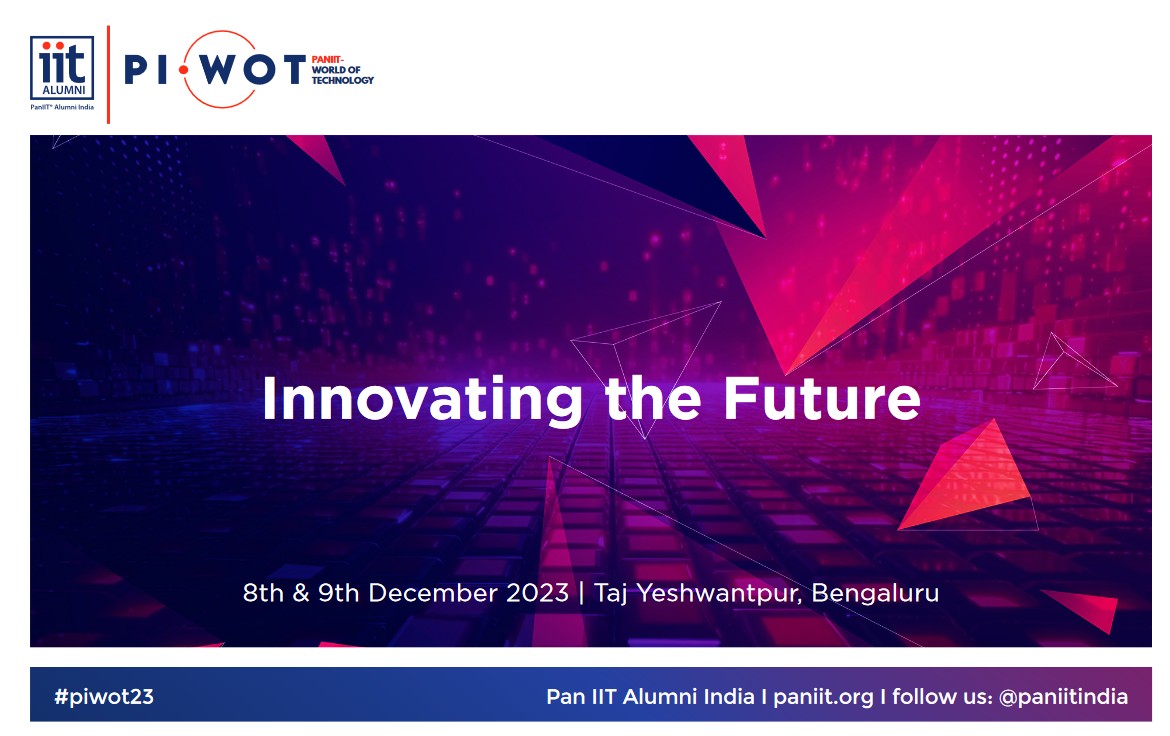 iit
ALUMNI
PanIIT® Alumni India
PI·WOT
PANIIT-
WORLD OF
TECHNOLOGY
Innovating the Future
8th & 9th December 2023 | Taj Yeshwantpur, Bengaluru
#piwot23
Pan IIT Alumni India I paniit.org I follow us: @paniitindia